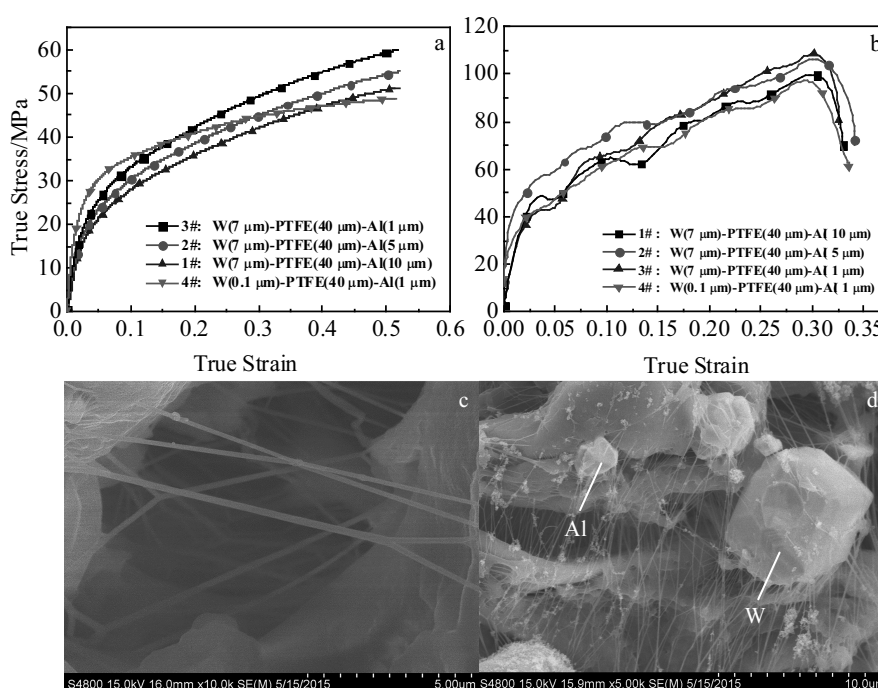 a
True Stress/MPa
60
50
40
30
20
10
0
3#: W(7 μm)-PTFE(40 μm)-Al(1 μm)
2#: W(7 μm)-PTFE(40 μm)-Al(5 μm)
1#: W(7 μm)-PTFE(40 μm)-Al(10 μm)
4#: W(0.1 μm)-PTFE(40 μm)-Al(1 μm)
0.0 0.1 0.2 0.3 0.4 0.5 0.6
True Strain
b
120
100
80
60
40
20
0
1# : W(7 μm)-PTFE(40 μm)-Al( 10 μm)
2# : W(7 μm)-PTFE(40 μm)-Al( 5 μm)
3# : W(7 μm)-PTFE(40 μm)-Al( 1 μm)
4# : W(0.1 μm)-PTFE(40 μm)-Al( 1 μm)
0.00 0.05 0.10 0.15 0.20 0.25 0.30 0.35
True Strain
c
S4800 15.0kV 16.0mm x10.0k SE(M) 5/15/2015 5.00um
d
Al
W
S4800 15.0kV 15.9mm x5.00k SE(M) 5/15/2015 10.0um